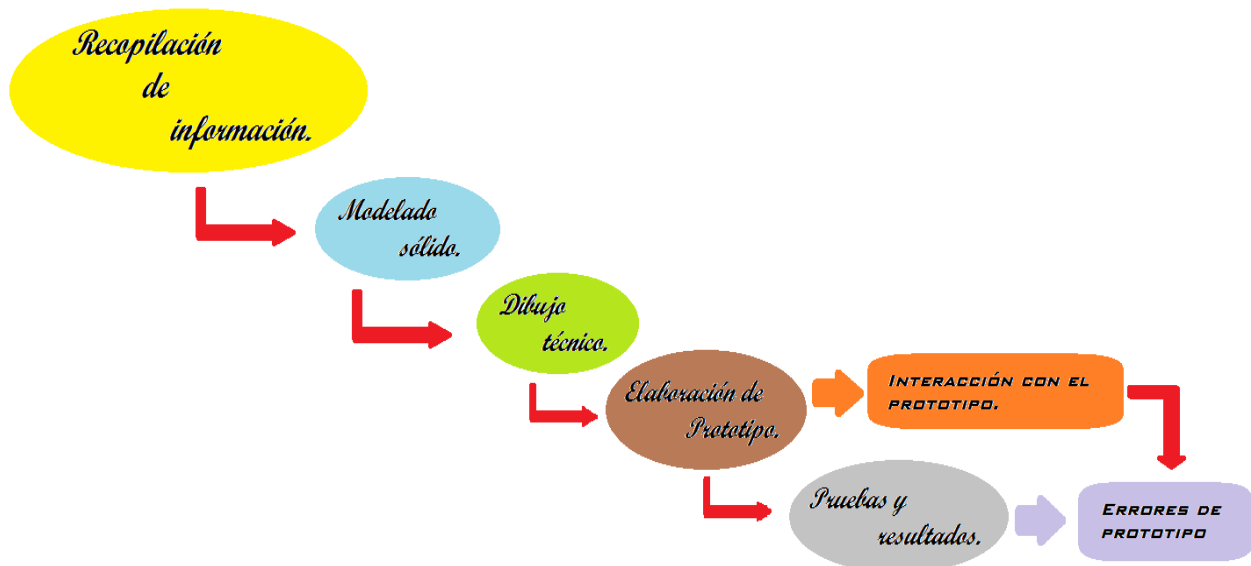 Recopilación
de
información.
Modelado
sólido.
Dibujo
técnico.
Elaboración de
Prototipo.
INTERACCIÓN CON EL
PROTOTIPO.
Pruebas y
resultados.
ERRORES DE
PROTOTIPO